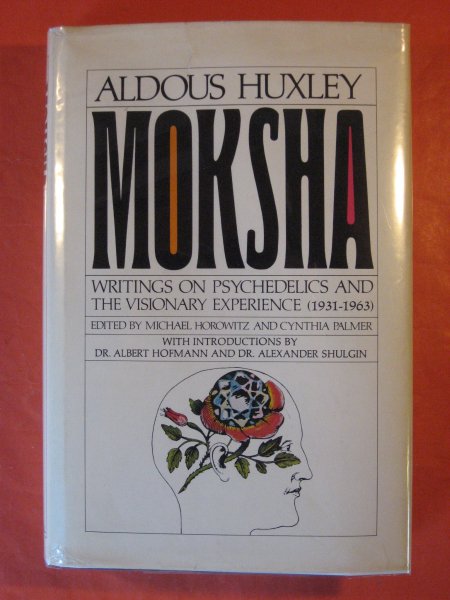 ALDOUS HUXLEY
MOKSHA
WRITINGS ON PSYCHEDELICS AND
THE VISIONARY EXPERIENCE (1931-1963)
EDITED BY MICHAEL HOROWITZ AND CYNTHIA PALMER
WITH INTRODUCTIONS BY
DR. ALBERT HOFMANN AND DR. ALEXANDER SHULGIN